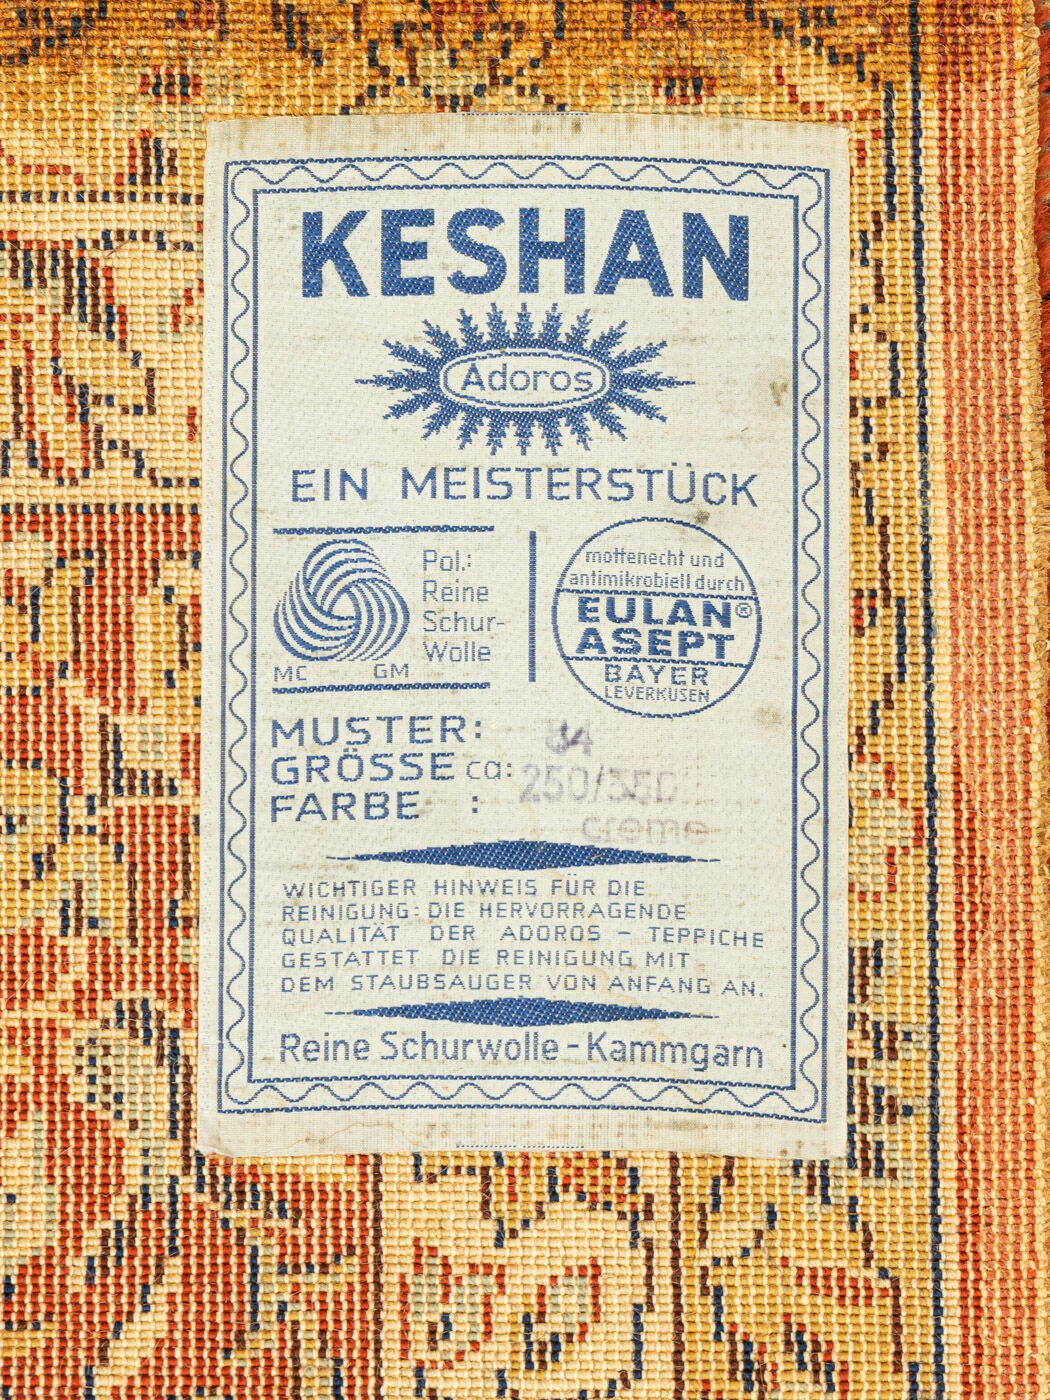 KESHAN
Adoros
EIN MEISTERSTÜCK
Pol.:
Reine
Schur-
Wolle
MC GM
mottenecht und
antimikrobiell durch
EULAN®
ASEPT
BAYER
LEVERKUSEN
MUSTER:
GRÖSSE ca: 250/350
FARBE : creme
WICHTIGER HINWEIS FÜR DIE
REINIGUNG: DIE HERVORRAGENDE
QUALITÄT DER ADOROS - TEPPICHE
GESTATTET DIE REINIGUNG MIT
DEM STAUBSAUGER VON ANFANG AN.
Reine Schurwolle - Kammgarn